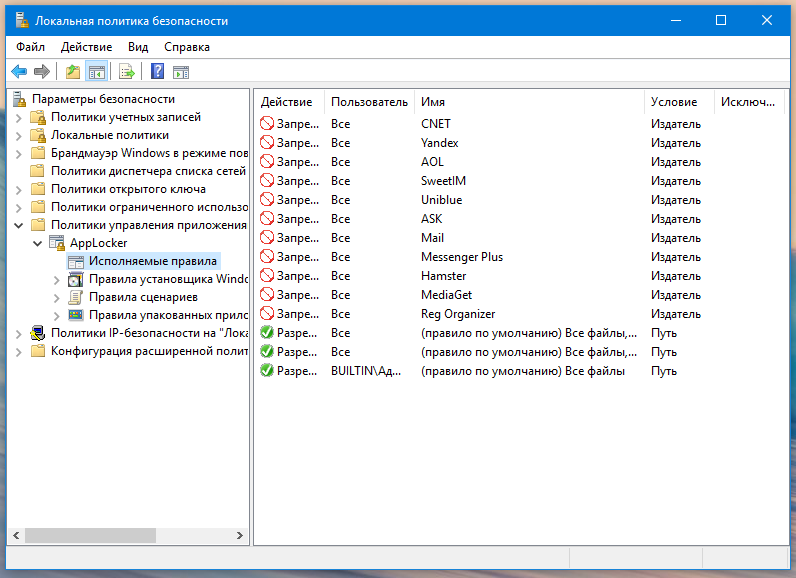 Локальная политика безопасности
Файл Действие Вид Справка
Параметры безопасности
Политики учетных записей
Локальные политики
Брандмауэр Windows в режиме пов
Политики диспетчера списка сетей
Политики открытого ключа
Политики ограниченного использо
Политики управления приложения
AppLocker
Исполняемые правила
Правила установщика Windo
Правила сценариев
Правила упакованных прило
Политики IP-безопасности на "Лока
Конфигурация расширенной полит
Действие Пользователь Имя Условие Исключ...
Запре... Все CNET Издатель
Запре... Все Yandex Издатель
Запре... Все AOL Издатель
Запре... Все SweetIM Издатель
Запре... Все Uniblue Издатель
Запре... Все ASK Издатель
Запре... Все Mail Издатель
Запре... Все Messenger Plus Издатель
Запре... Все Hamster Издатель
Запре... Все MediaGet Издатель
Запре... Все Reg Organizer Издатель
Разре... Все (правило по умолчанию) Все файлы,... Путь
Разре... Все (правило по умолчанию) Все файлы,... Путь
Разре... BUILTIN\Ад... (правило по умолчанию) Все файлы Путь